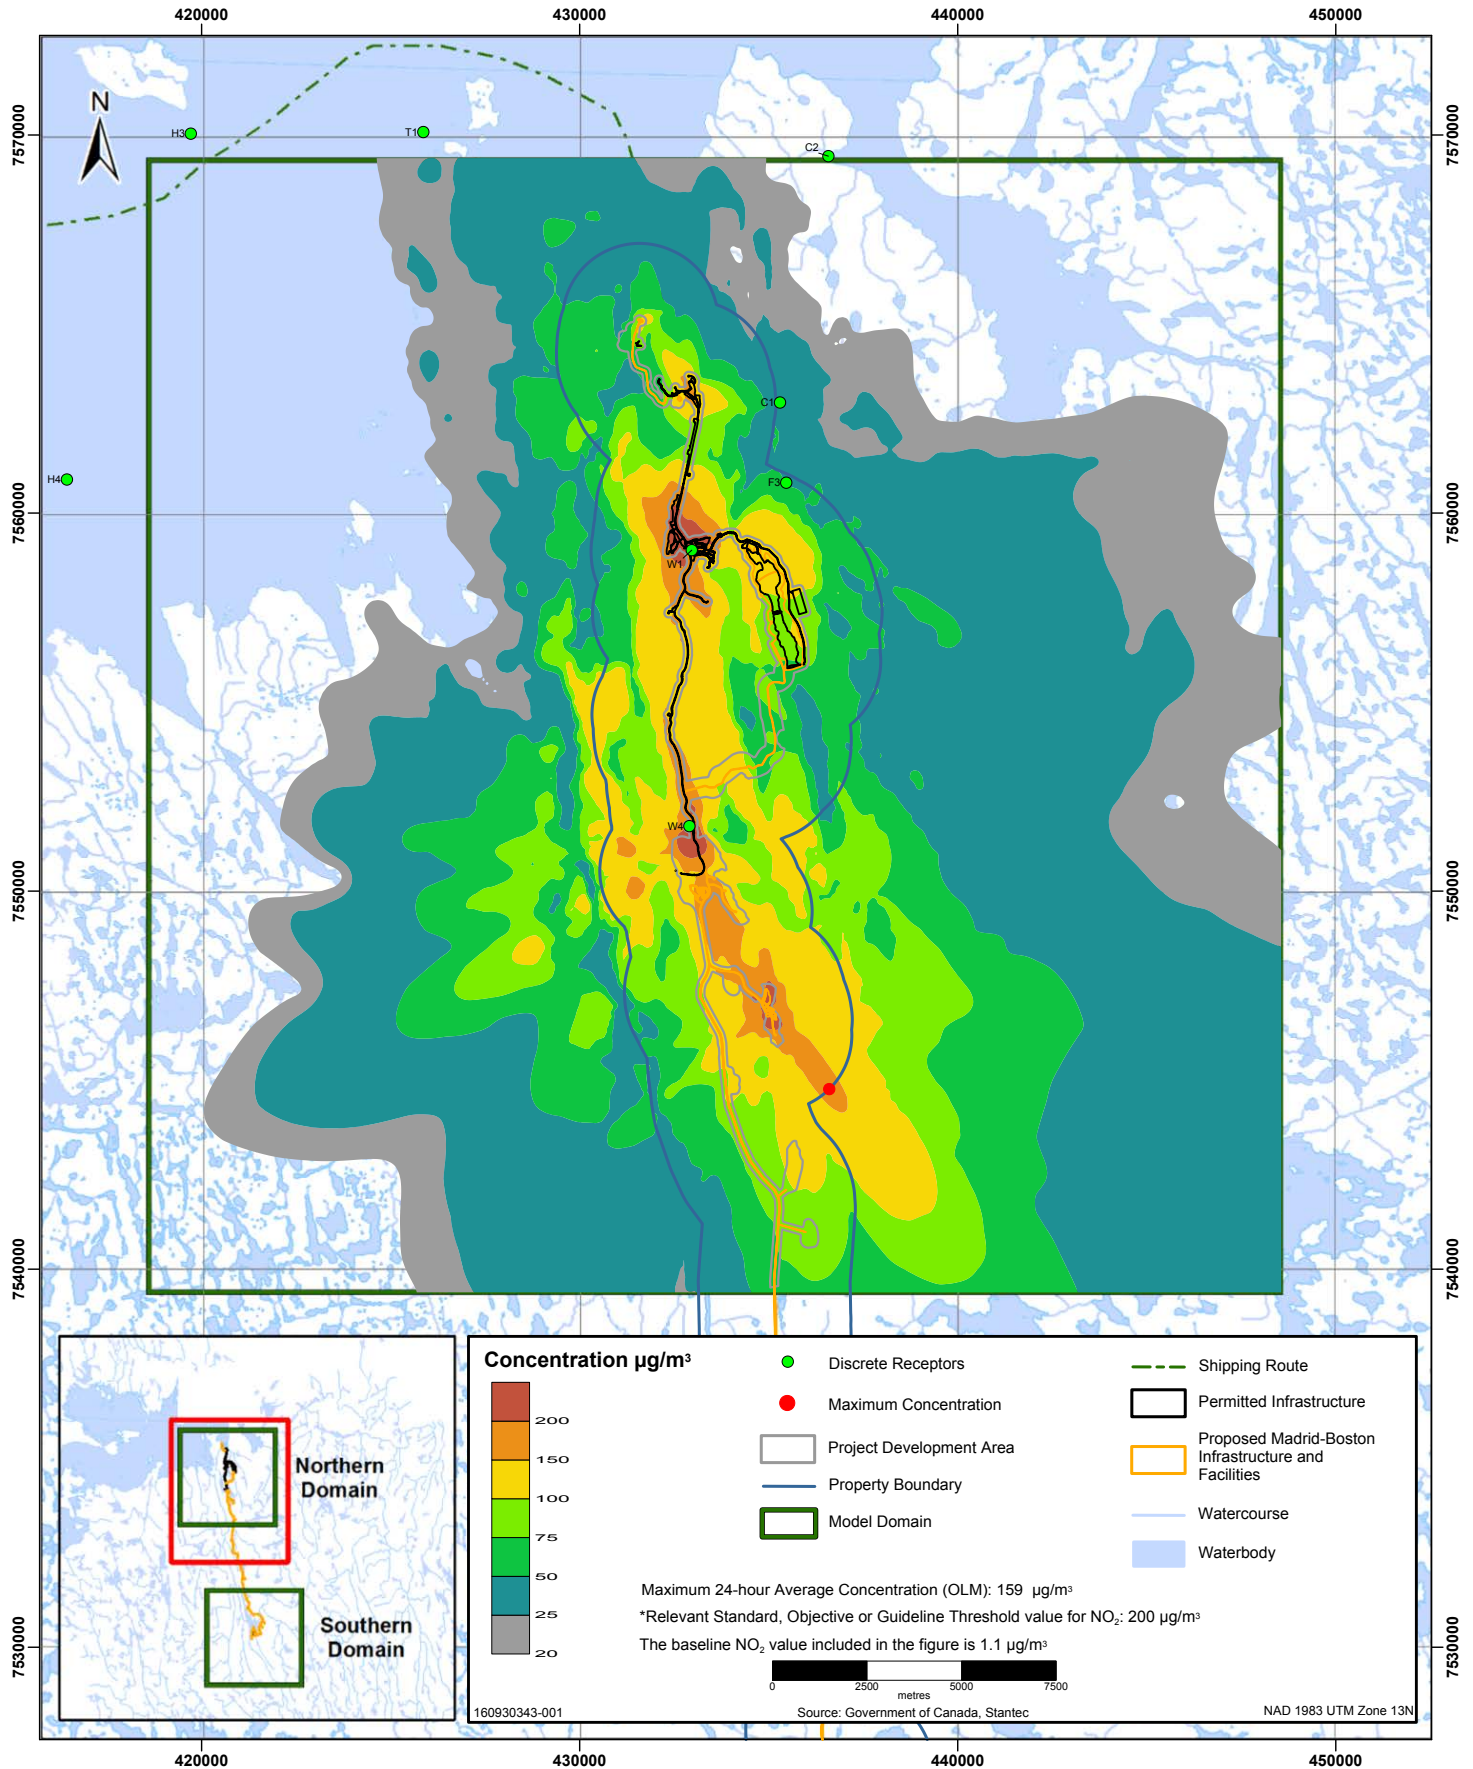 420000
430000
440000
450000
7570000
7570000
7560000
7560000
7550000
7550000
7540000
7540000
7530000
7530000
N
H3
T1
C2
C1
H4
F3
W1
W4
Northern
Domain
Southern
Domain
Concentration µg/m³
200
150
100
75
50
25
20
Discrete Receptors
Maximum Concentration
Project Development Area
Property Boundary
Model Domain
Shipping Route
Permitted Infrastructure
Proposed Madrid-Boston
Infrastructure and
Facilities
Watercourse
Waterbody
Maximum 24-hour Average Concentration (OLM): 159 µg/m³
*Relevant Standard, Objective or Guideline Threshold value for NO₂: 200 µg/m³
The baseline NO₂ value included in the figure is 1.1 µg/m³
0 2500 5000 7500
metres
160930343-001
Source: Government of Canada, Stantec
NAD 1983 UTM Zone 13N
420000
430000
440000
450000